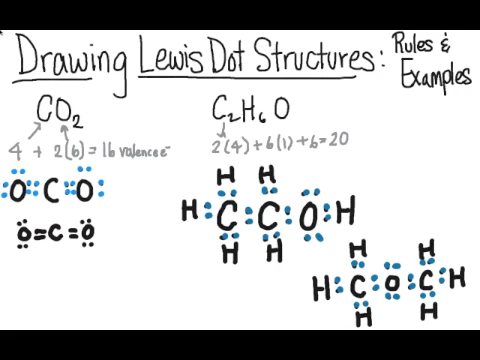 Drawing Lewis Dot Structures: Rules & Examples
CO₂
4 + 2(6) = 16 valence e⁻
O C O
O=C=O
C₂H₆O
2(4) + 6(1) + 6 = 20
H H
H C C O H
H H
H H
H C O C H
H H